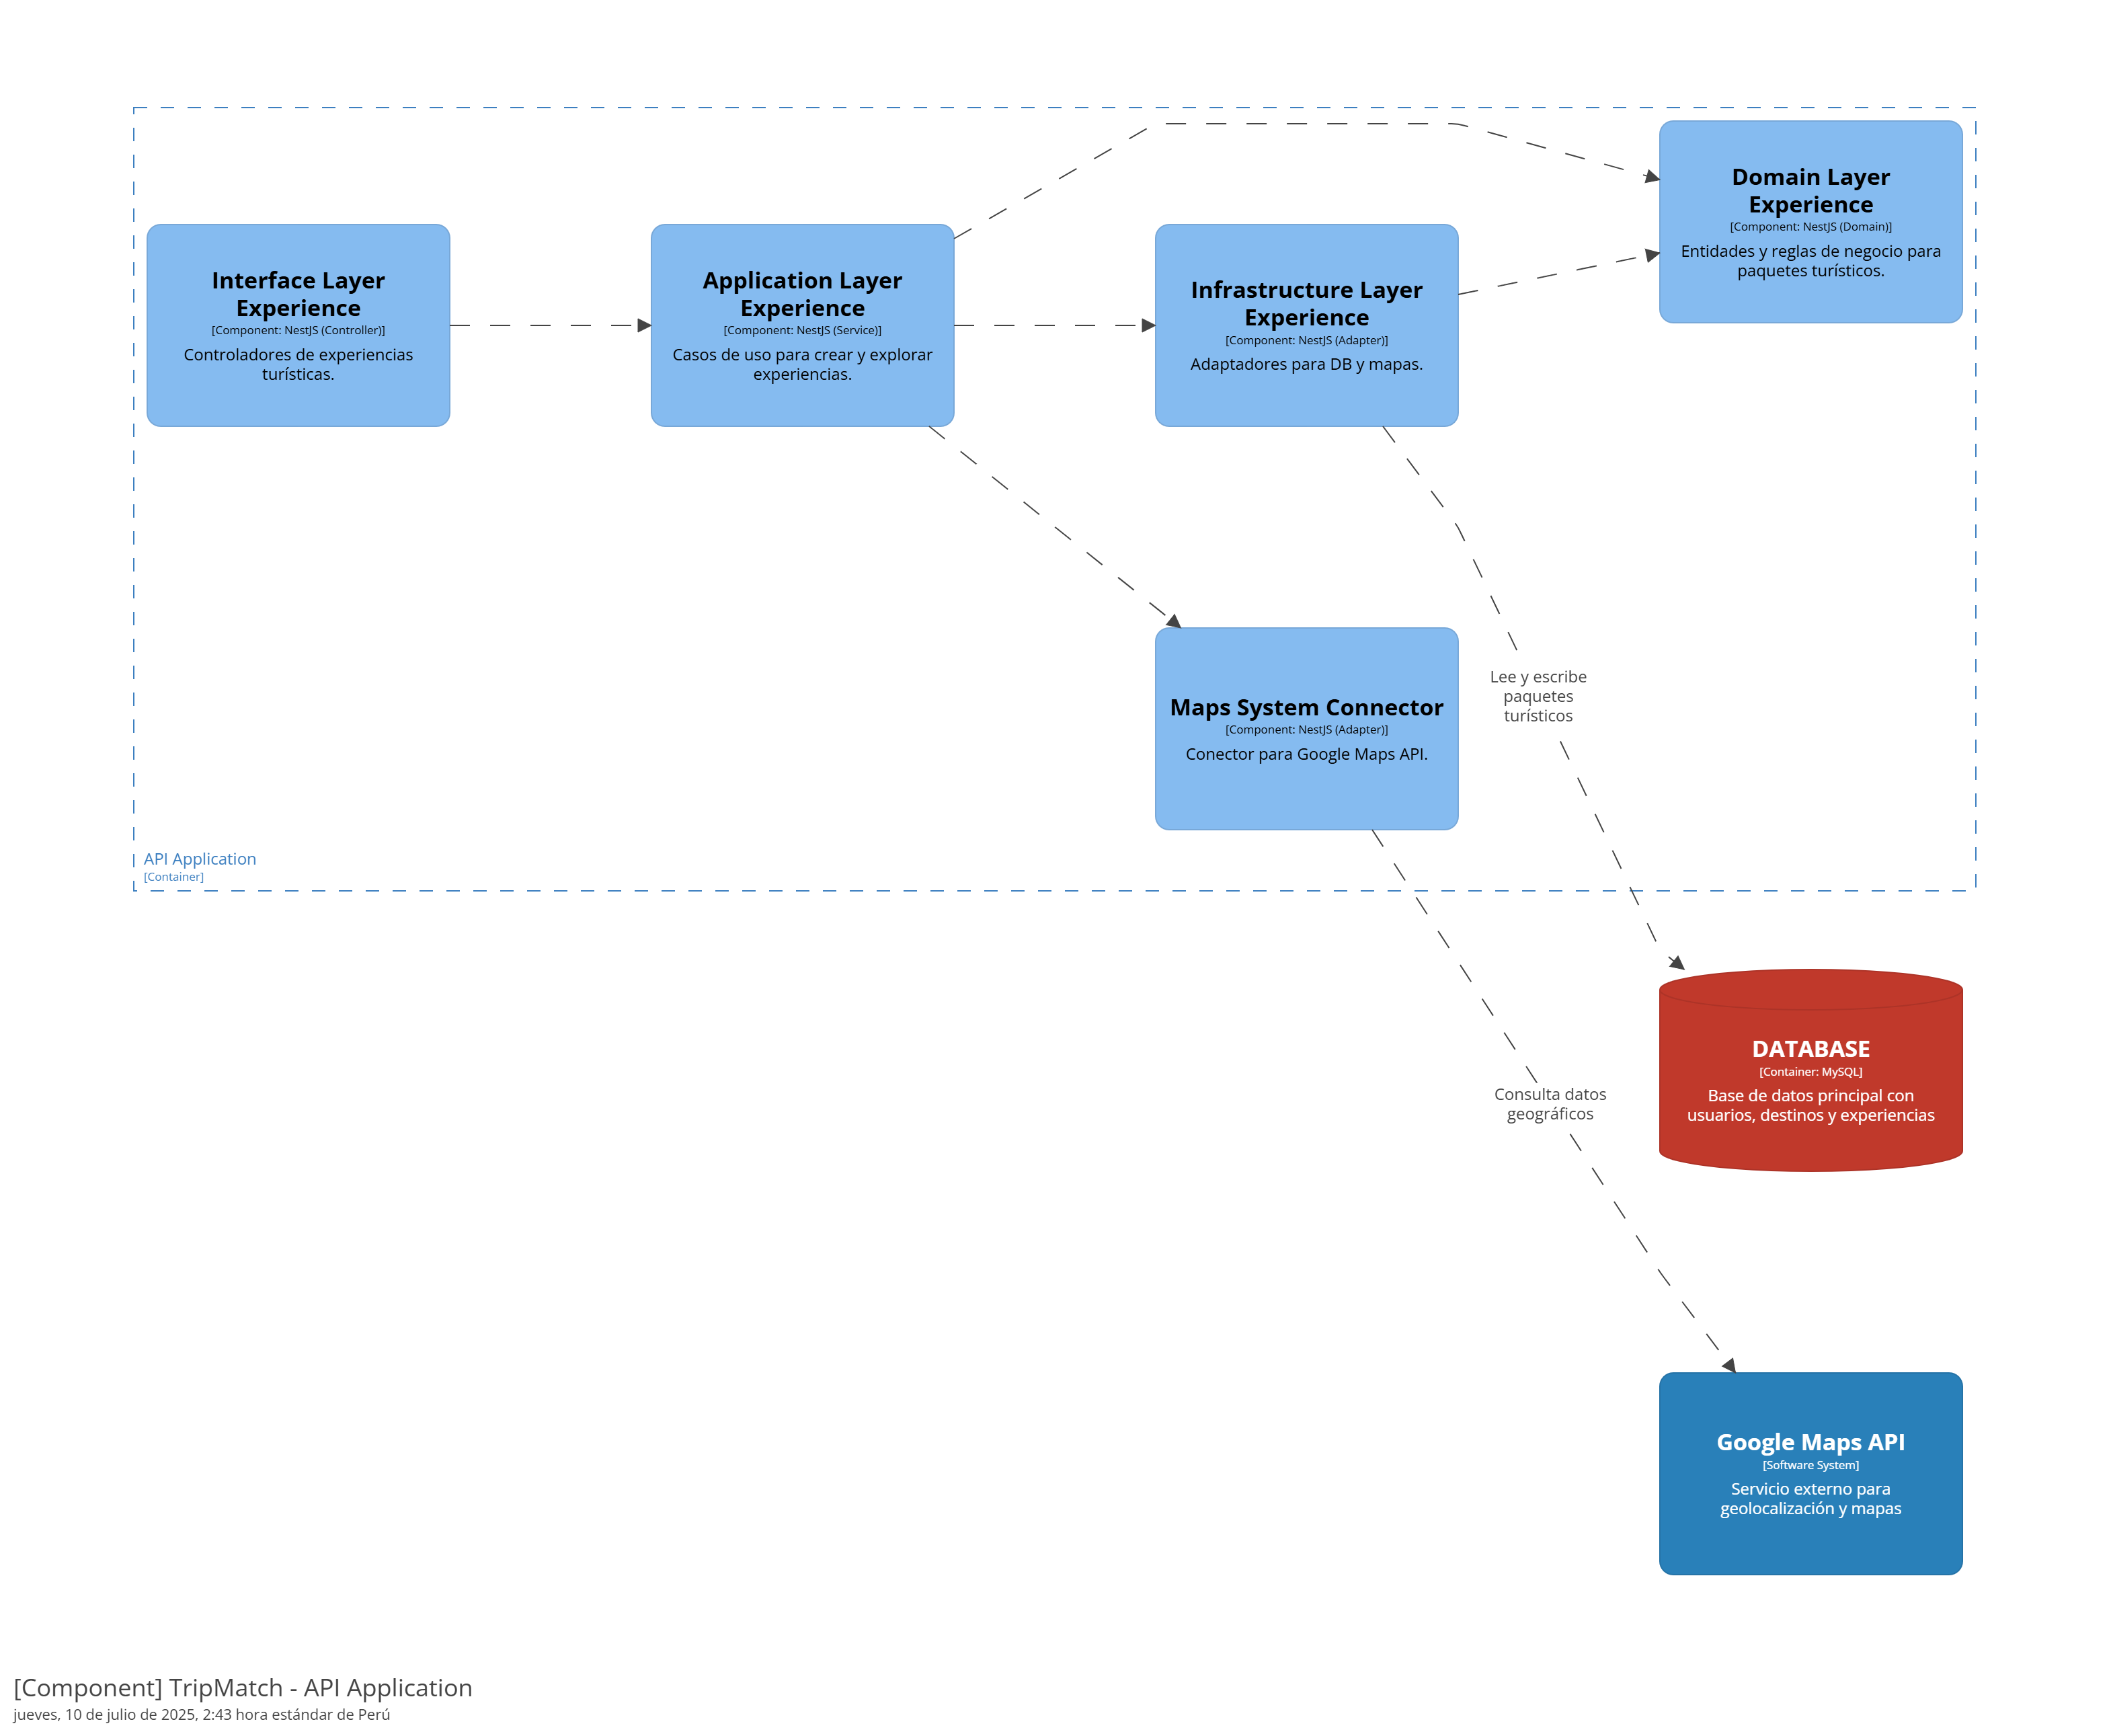 Domain Layer
Experience
[Component: NestJS (Domain)]
Entidades y reglas de negocio para
paquetes turísticos.
Interface Layer
Experience
[Component: NestJS (Controller)]
Controladores de experiencias
turísticas.
Application Layer
Experience
[Component: NestJS (Service)]
Casos de uso para crear y explorar
experiencias.
Infrastructure Layer
Experience
[Component: NestJS (Adapter)]
Adaptadores para DB y mapas.
Lee y escribe
paquetes
turísticos
Maps System Connector
[Component: NestJS (Adapter)]
Conector para Google Maps API.
API Application
[Container]
DATABASE
[Container: MySQL]
Base de datos principal con
usuarios, destinos y experiencias
Consulta datos
geográficos
Google Maps API
[Software System]
Servicio externo para
geolocalización y mapas
[Component] TripMatch - API Application
jueves, 10 de julio de 2025, 2:43 hora estándar de Perú